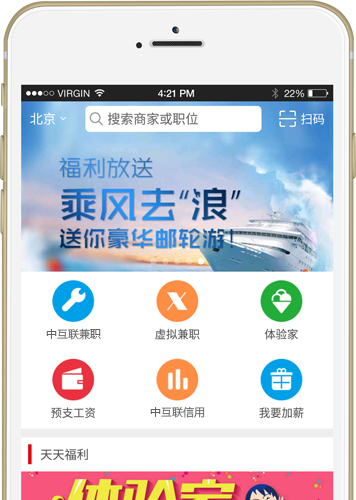 VIRGIN 4:21 PM 22%
北京 搜索商家或职位 扫码
福利放送
乘风去“浪”
送你豪华邮轮游!
中互联兼职 虚拟兼职 体验家
预支工资 中互联信用 我要加薪
天天福利
体验家